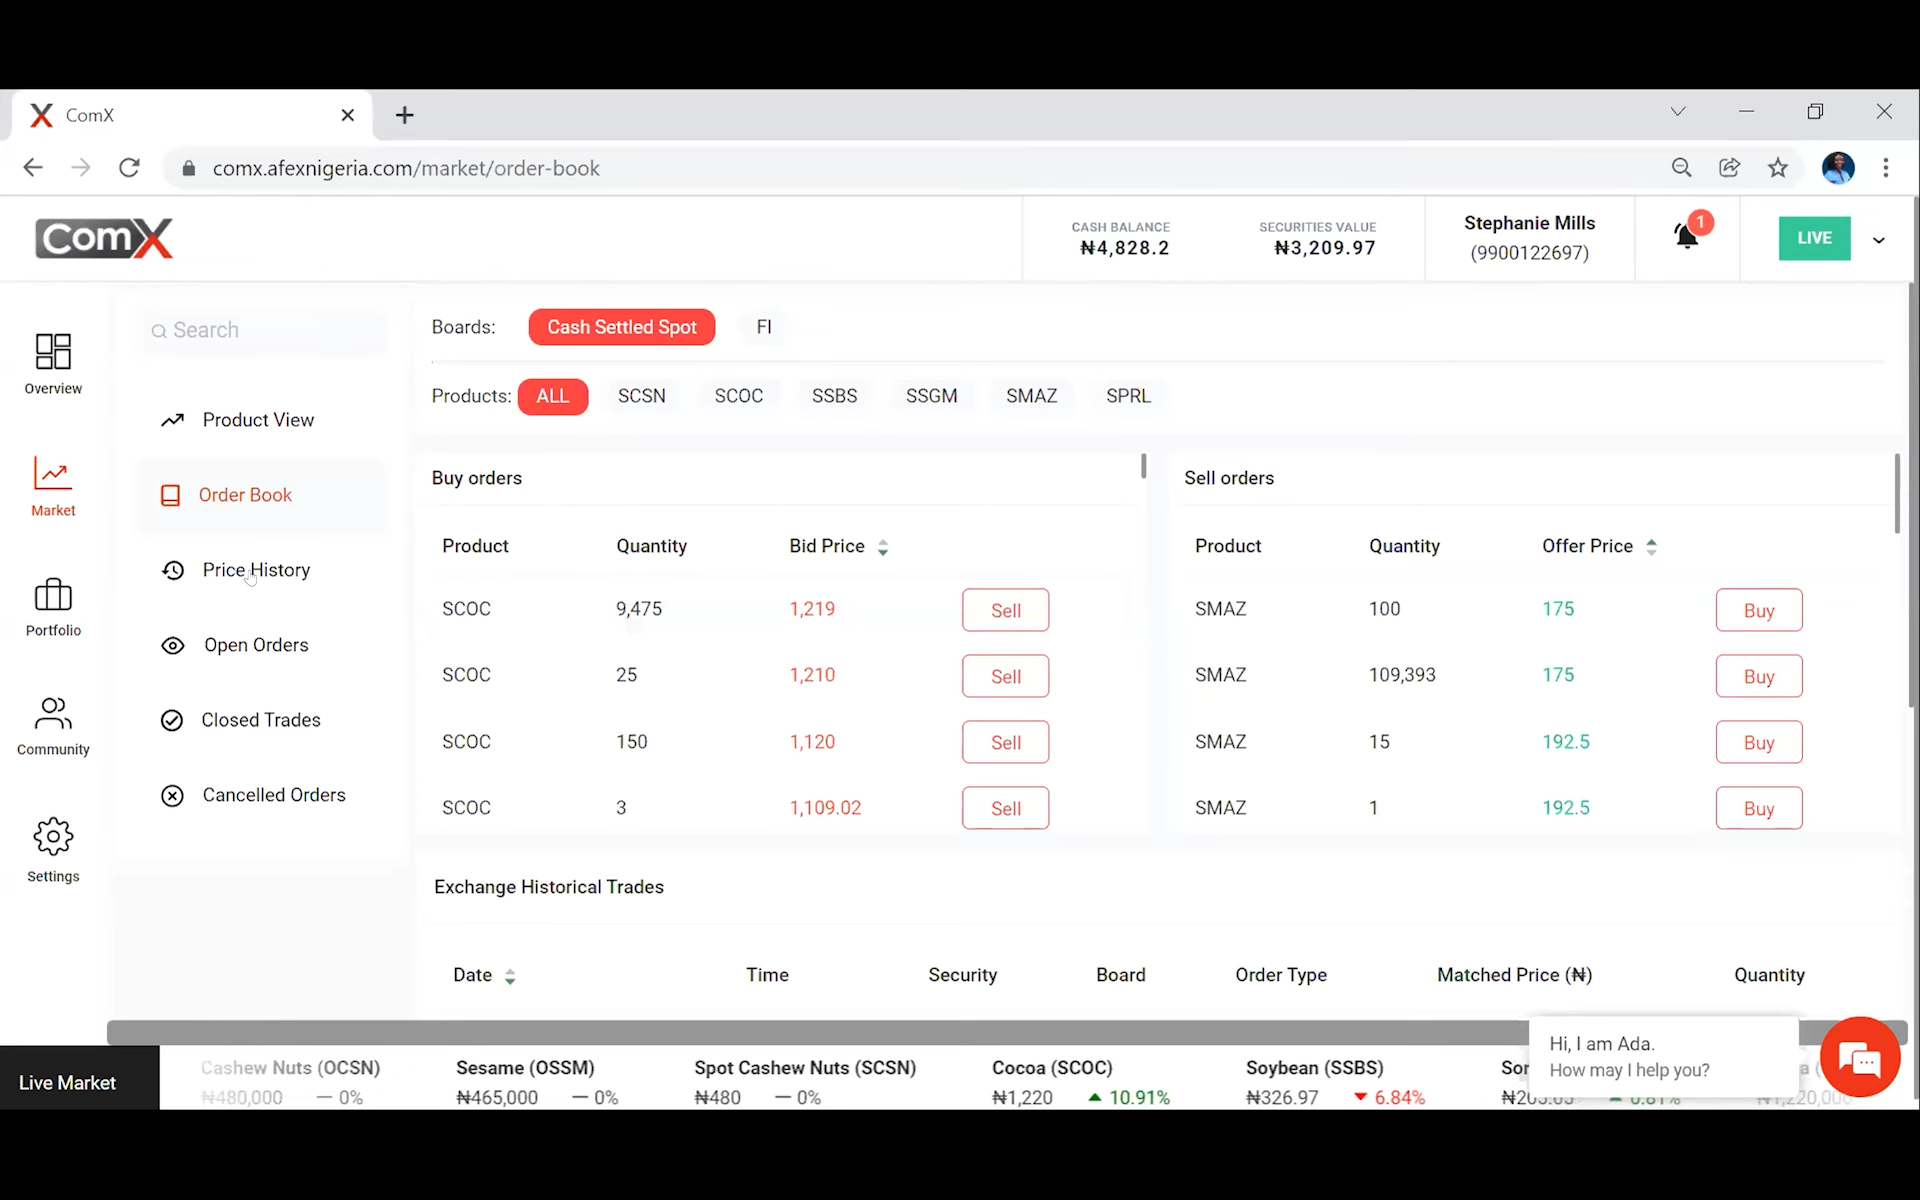 ComX
comx.afexnigeria.com/market/order-book
ComX
CASH BALANCE
₦4,828.2
SECURITIES VALUE
₦3,209.97
Stephanie Mills
(9900122697)
1
LIVE
Overview
Market
Portfolio
Community
Settings
Search
Product View
Order Book
Price History
Open Orders
Closed Trades
Cancelled Orders
Boards: Cash Settled Spot FI
Products: ALL SCSN SCOC SSBS SSGM SMAZ SPRL
Buy orders
Product Quantity Bid Price
SCOC 9,475 1,219 Sell
SCOC 25 1,210 Sell
SCOC 150 1,120 Sell
SCOC 3 1,109.02 Sell
Sell orders
Product Quantity Offer Price
SMAZ 100 175 Buy
SMAZ 109,393 175 Buy
SMAZ 15 192.5 Buy
SMAZ 1 192.5 Buy
Exchange Historical Trades
Date Time Security Board Order Type Matched Price (₦) Quantity
Hi, I am Ada.
How may I help you?
Live Market
Cashew Nuts (OCSN)
₦480,000 — 0%
Sesame (OSSM)
₦465,000 — 0%
Spot Cashew Nuts (SCSN)
₦480 — 0%
Cocoa (SCOC)
₦1,220 ▲ 10.91%
Soybean (SSBS)
₦326.97 ▼ 6.84%